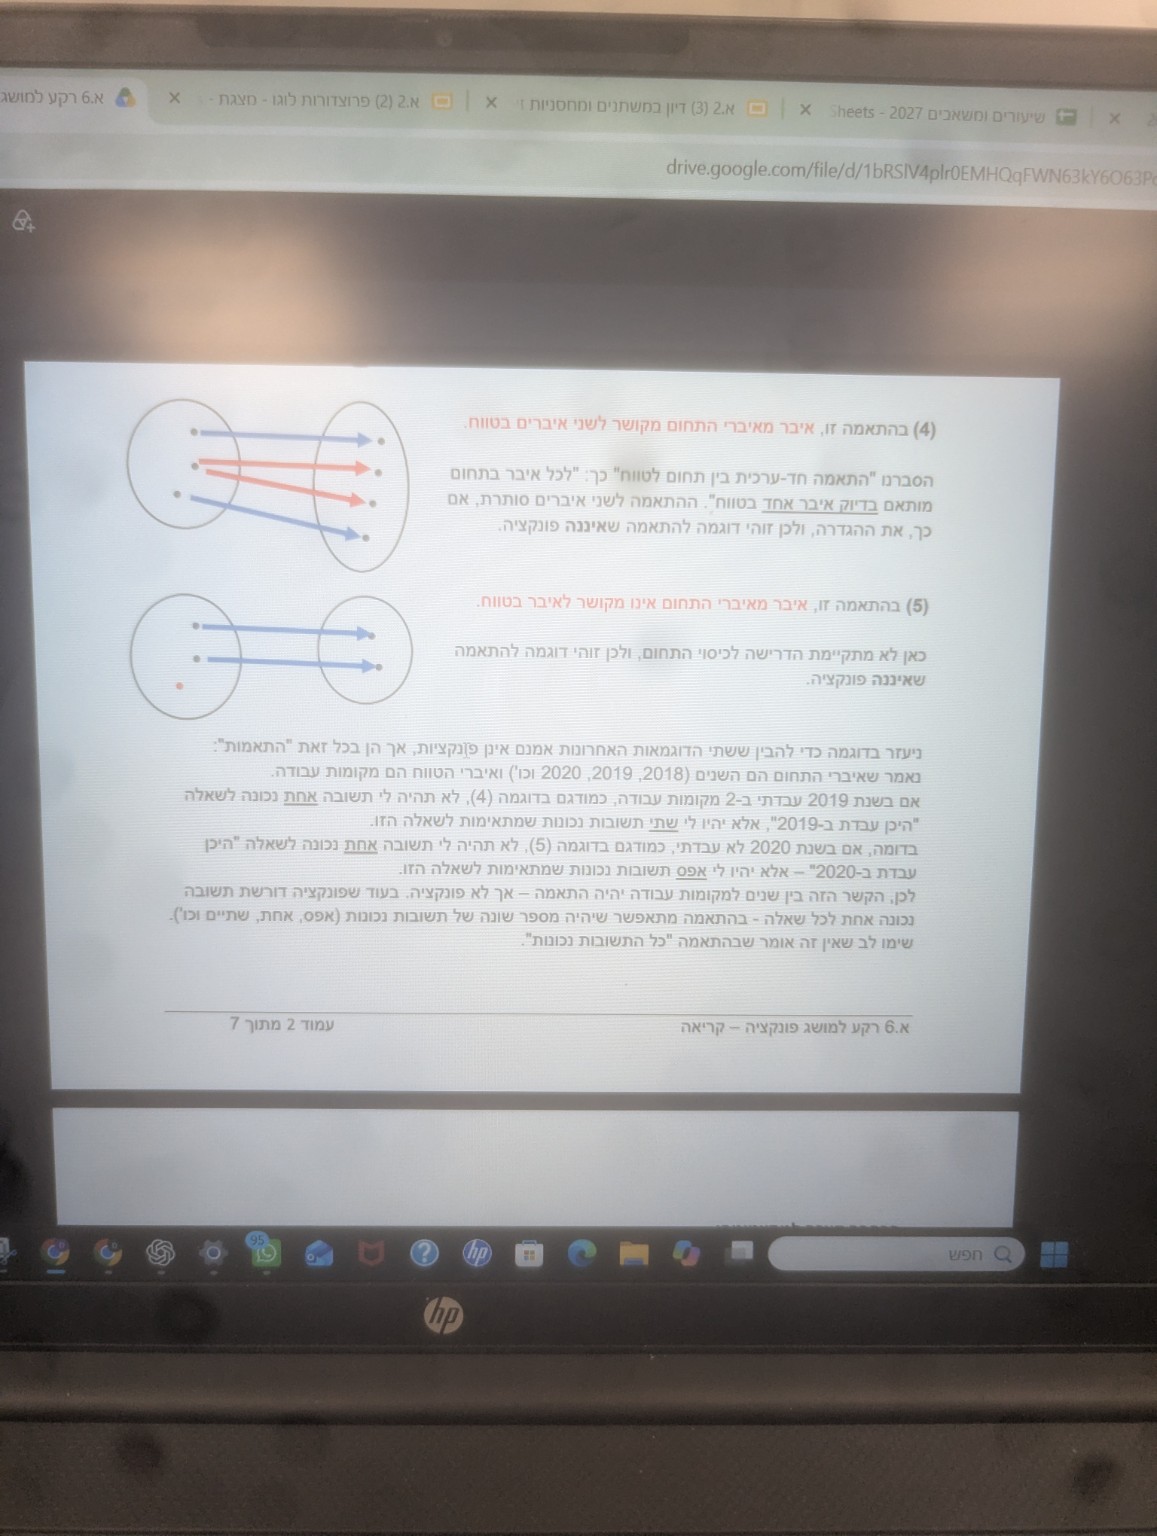 א.6 רקע למושג
א.2 (2) פרוצדורות לוגו - מצגת -
א.2 (3) דיון במשתנים ומחסניות
שיעורים ומשאבים 2027 - Sheets
drive.google.com/file/d/1bRSlV4plr0EMHQqFWN63kY6O63P
(4) בהתאמה זו, איבר מאיברי התחום מקושר לשני איברים בטווח.
הסברנו "התאמה חד-ערכית בין תחום לטווח" כך: "לכל איבר בתחום
מותאם בדיוק איבר אחד בטווח". ההתאמה לשני איברים סותרת, אם
כך, את ההגדרה, ולכן זוהי דוגמה להתאמה שאיננה פונקציה.
(5) בהתאמה זו, איבר מאיברי התחום אינו מקושר לאיבר בטווח.
כאן לא מתקיימת הדרישה לכיסוי התחום, ולכן זוהי דוגמה להתאמה
שאיננה פונקציה.
ניעזר בדוגמה כדי להבין ששתי הדוגמאות האחרונות אמנם אינן פונקציות, אך הן בכל זאת "התאמות":
נאמר שאיברי התחום הם השנים (2018, 2019, 2020 וכו') ואיברי הטווח הם מקומות עבודה.
אם בשנת 2019 עבדתי ב-2 מקומות עבודה, כמודגם בדוגמה (4), לא תהיה לי תשובה אחת נכונה לשאלה
"היכן עבדת ב-2019", אלא יהיו לי שתי תשובות נכונות שמתאימות לשאלה הזו.
בדומה, אם בשנת 2020 לא עבדתי, כמודגם בדוגמה (5), לא תהיה לי תשובה אחת נכונה לשאלה "היכן
עבדת ב-2020" – אלא יהיו לי אפס תשובות נכונות שמתאימות לשאלה הזו.
לכן, הקשר הזה בין שנים למקומות עבודה יהיה התאמה – אך לא פונקציה. בעוד שפונקציה דורשת תשובה
נכונה אחת לכל שאלה - בהתאמה מתאפשר שיהיה מספר שונה של תשובות נכונות (אפס, אחת, שתיים וכו').
שימו לב שאין זה אומר שבהתאמה "כל התשובות נכונות".
א.6 רקע למושג פונקציה – קריאה
עמוד 2 מתוך 7
95
hp
חפש
hp